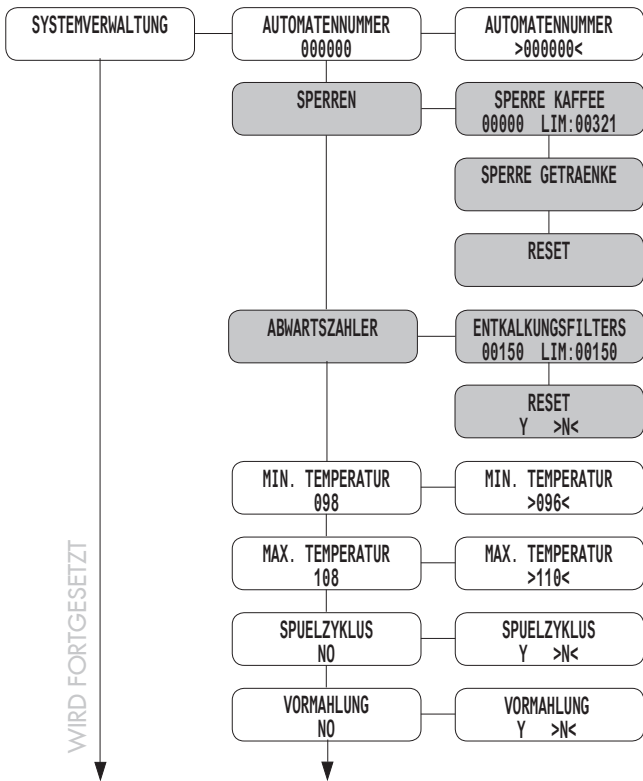 SYSTEMVERWALTUNG
AUTOMATENNUMMER
000000
AUTOMATENNUMMER
>000000<
SPERREN
SPERRE KAFFEE
00000 LIM:00321
SPERRE GETRAENKE
RESET
ABWARTSZAHLER
ENTKALKUNGSFILTERS
00150 LIM:00150
RESET
Y >N<
MIN. TEMPERATUR
098
MIN. TEMPERATUR
>096<
MAX. TEMPERATUR
108
MAX. TEMPERATUR
>110<
SPUELZYKLUS
NO
SPUELZYKLUS
Y >N<
VORMAHLUNG
NO
VORMAHLUNG
Y >N<
WIRD FORTGESETZT